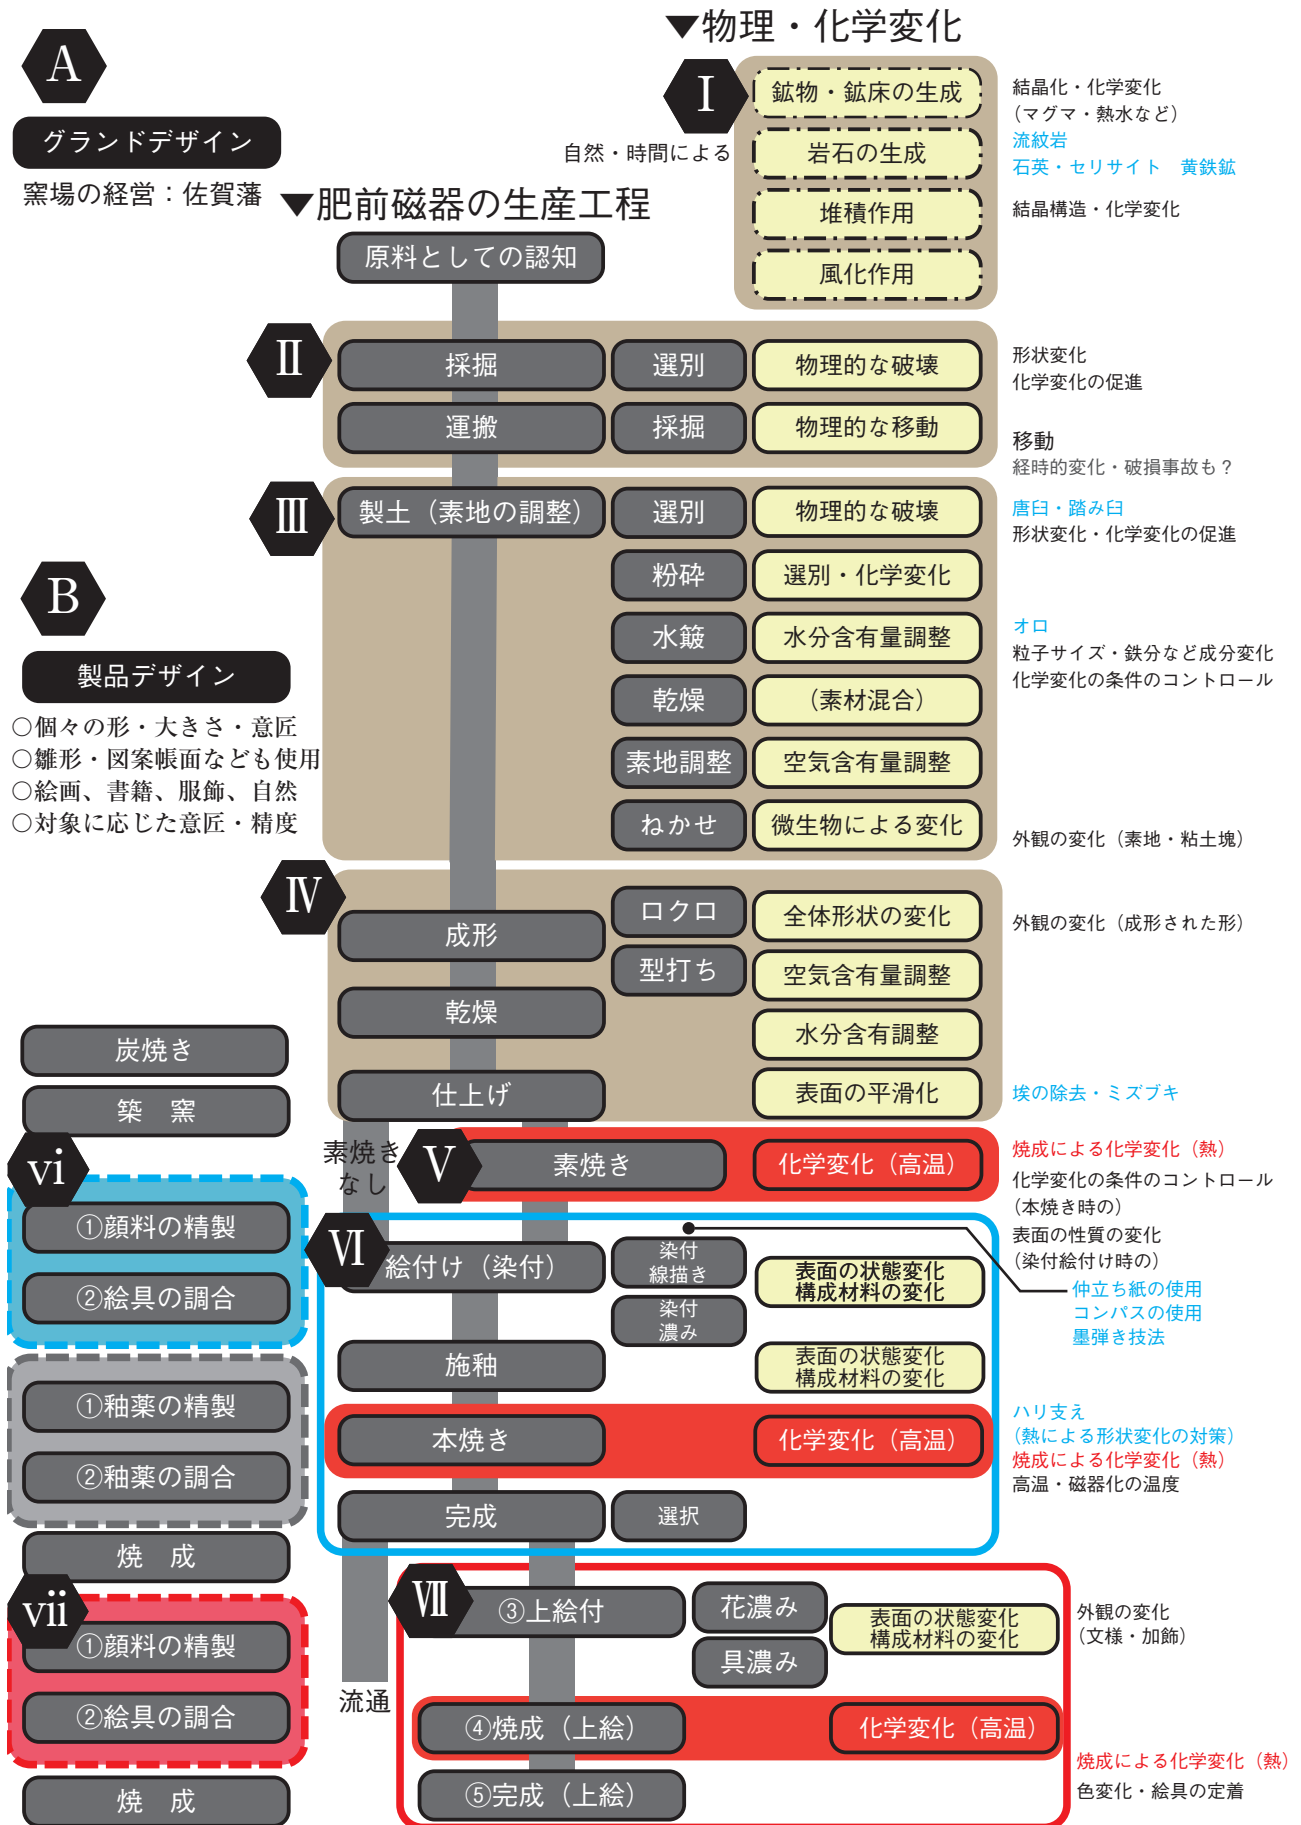 ▼物理・化学変化
A
グランドデザイン
窯場の経営：佐賀藩
I
自然・時間による
鉱物・鉱床の生成
岩石の生成
堆積作用
風化作用
結晶化・化学変化
（マグマ・熱水など）
流紋岩
石英・セリサイト　黄鉄鉱
結晶構造・化学変化
▼肥前磁器の生産工程
原料としての認知
Ⅱ
採掘
選別
物理的な破壊
形状変化
化学変化の促進
運搬
採掘
物理的な移動
移動
経時的変化・破損事故も？
Ⅲ
製土（素地の調整）
選別
物理的な破壊
唐臼・踏み臼
形状変化・化学変化の促進
粉砕
選別・化学変化
水簸
水分含有量調整
オロ
粒子サイズ・鉄分など成分変化
化学変化の条件のコントロール
乾燥
（素材混合）
素地調整
空気含有量調整
ねかせ
微生物による変化
外観の変化（素地・粘土塊）
B
製品デザイン
○個々の形・大きさ・意匠
○雛形・図案帳面なども使用
○絵画、書籍、服飾、自然
○対象に応じた意匠・精度
Ⅳ
成形
ロクロ
型打ち
全体形状の変化
外観の変化（成形された形）
空気含有量調整
乾燥
水分含有調整
仕上げ
表面の平滑化
埃の除去・ミズブキ
炭焼き
築　窯
素焼き
なし
Ⅴ
素焼き
化学変化（高温）
焼成による化学変化（熱）
化学変化の条件のコントロール
（本焼き時の）
表面の性質の変化
（染付絵付け時の）
vi
①顔料の精製
②絵具の調合
Ⅵ
絵付け（染付）
染付
線描き
染付
濃み
表面の状態変化
構成材料の変化
仲立ち紙の使用
コンパスの使用
墨弾き技法
施釉
表面の状態変化
構成材料の変化
①釉薬の精製
②釉薬の調合
本焼き
化学変化（高温）
ハリ支え
（熱による形状変化の対策）
焼成による化学変化（熱）
高温・磁器化の温度
完成
選択
焼　成
vii
①顔料の精製
②絵具の調合
焼　成
流通
Ⅶ
③上絵付
花濃み
具濃み
表面の状態変化
構成材料の変化
外観の変化
（文様・加飾）
④焼成（上絵）
化学変化（高温）
焼成による化学変化（熱）
色変化・絵具の定着
⑤完成（上絵）